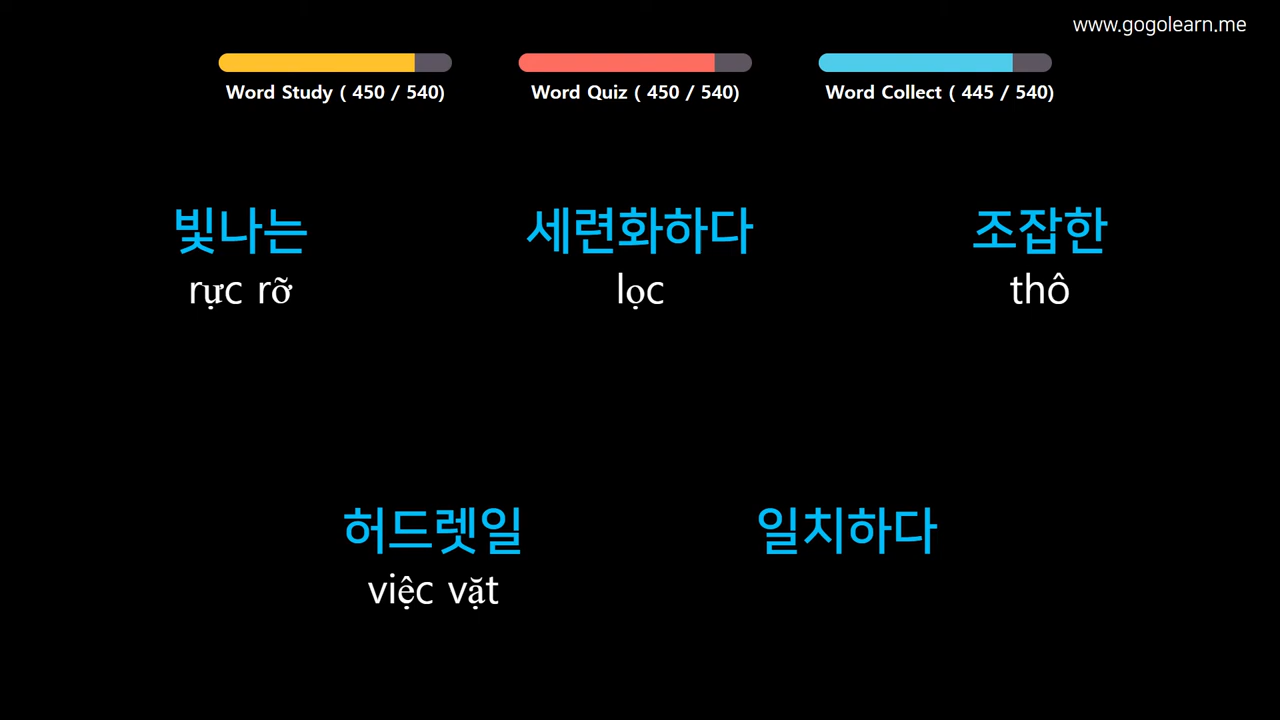 www.gogolearn.me
Word Study ( 450 / 540)
Word Quiz ( 450 / 540)
Word Collect ( 445 / 540)
빛나는
세련화하다
조잡한
rực rỡ
lọc
thô
허드렛일
일치하다
việc vặt